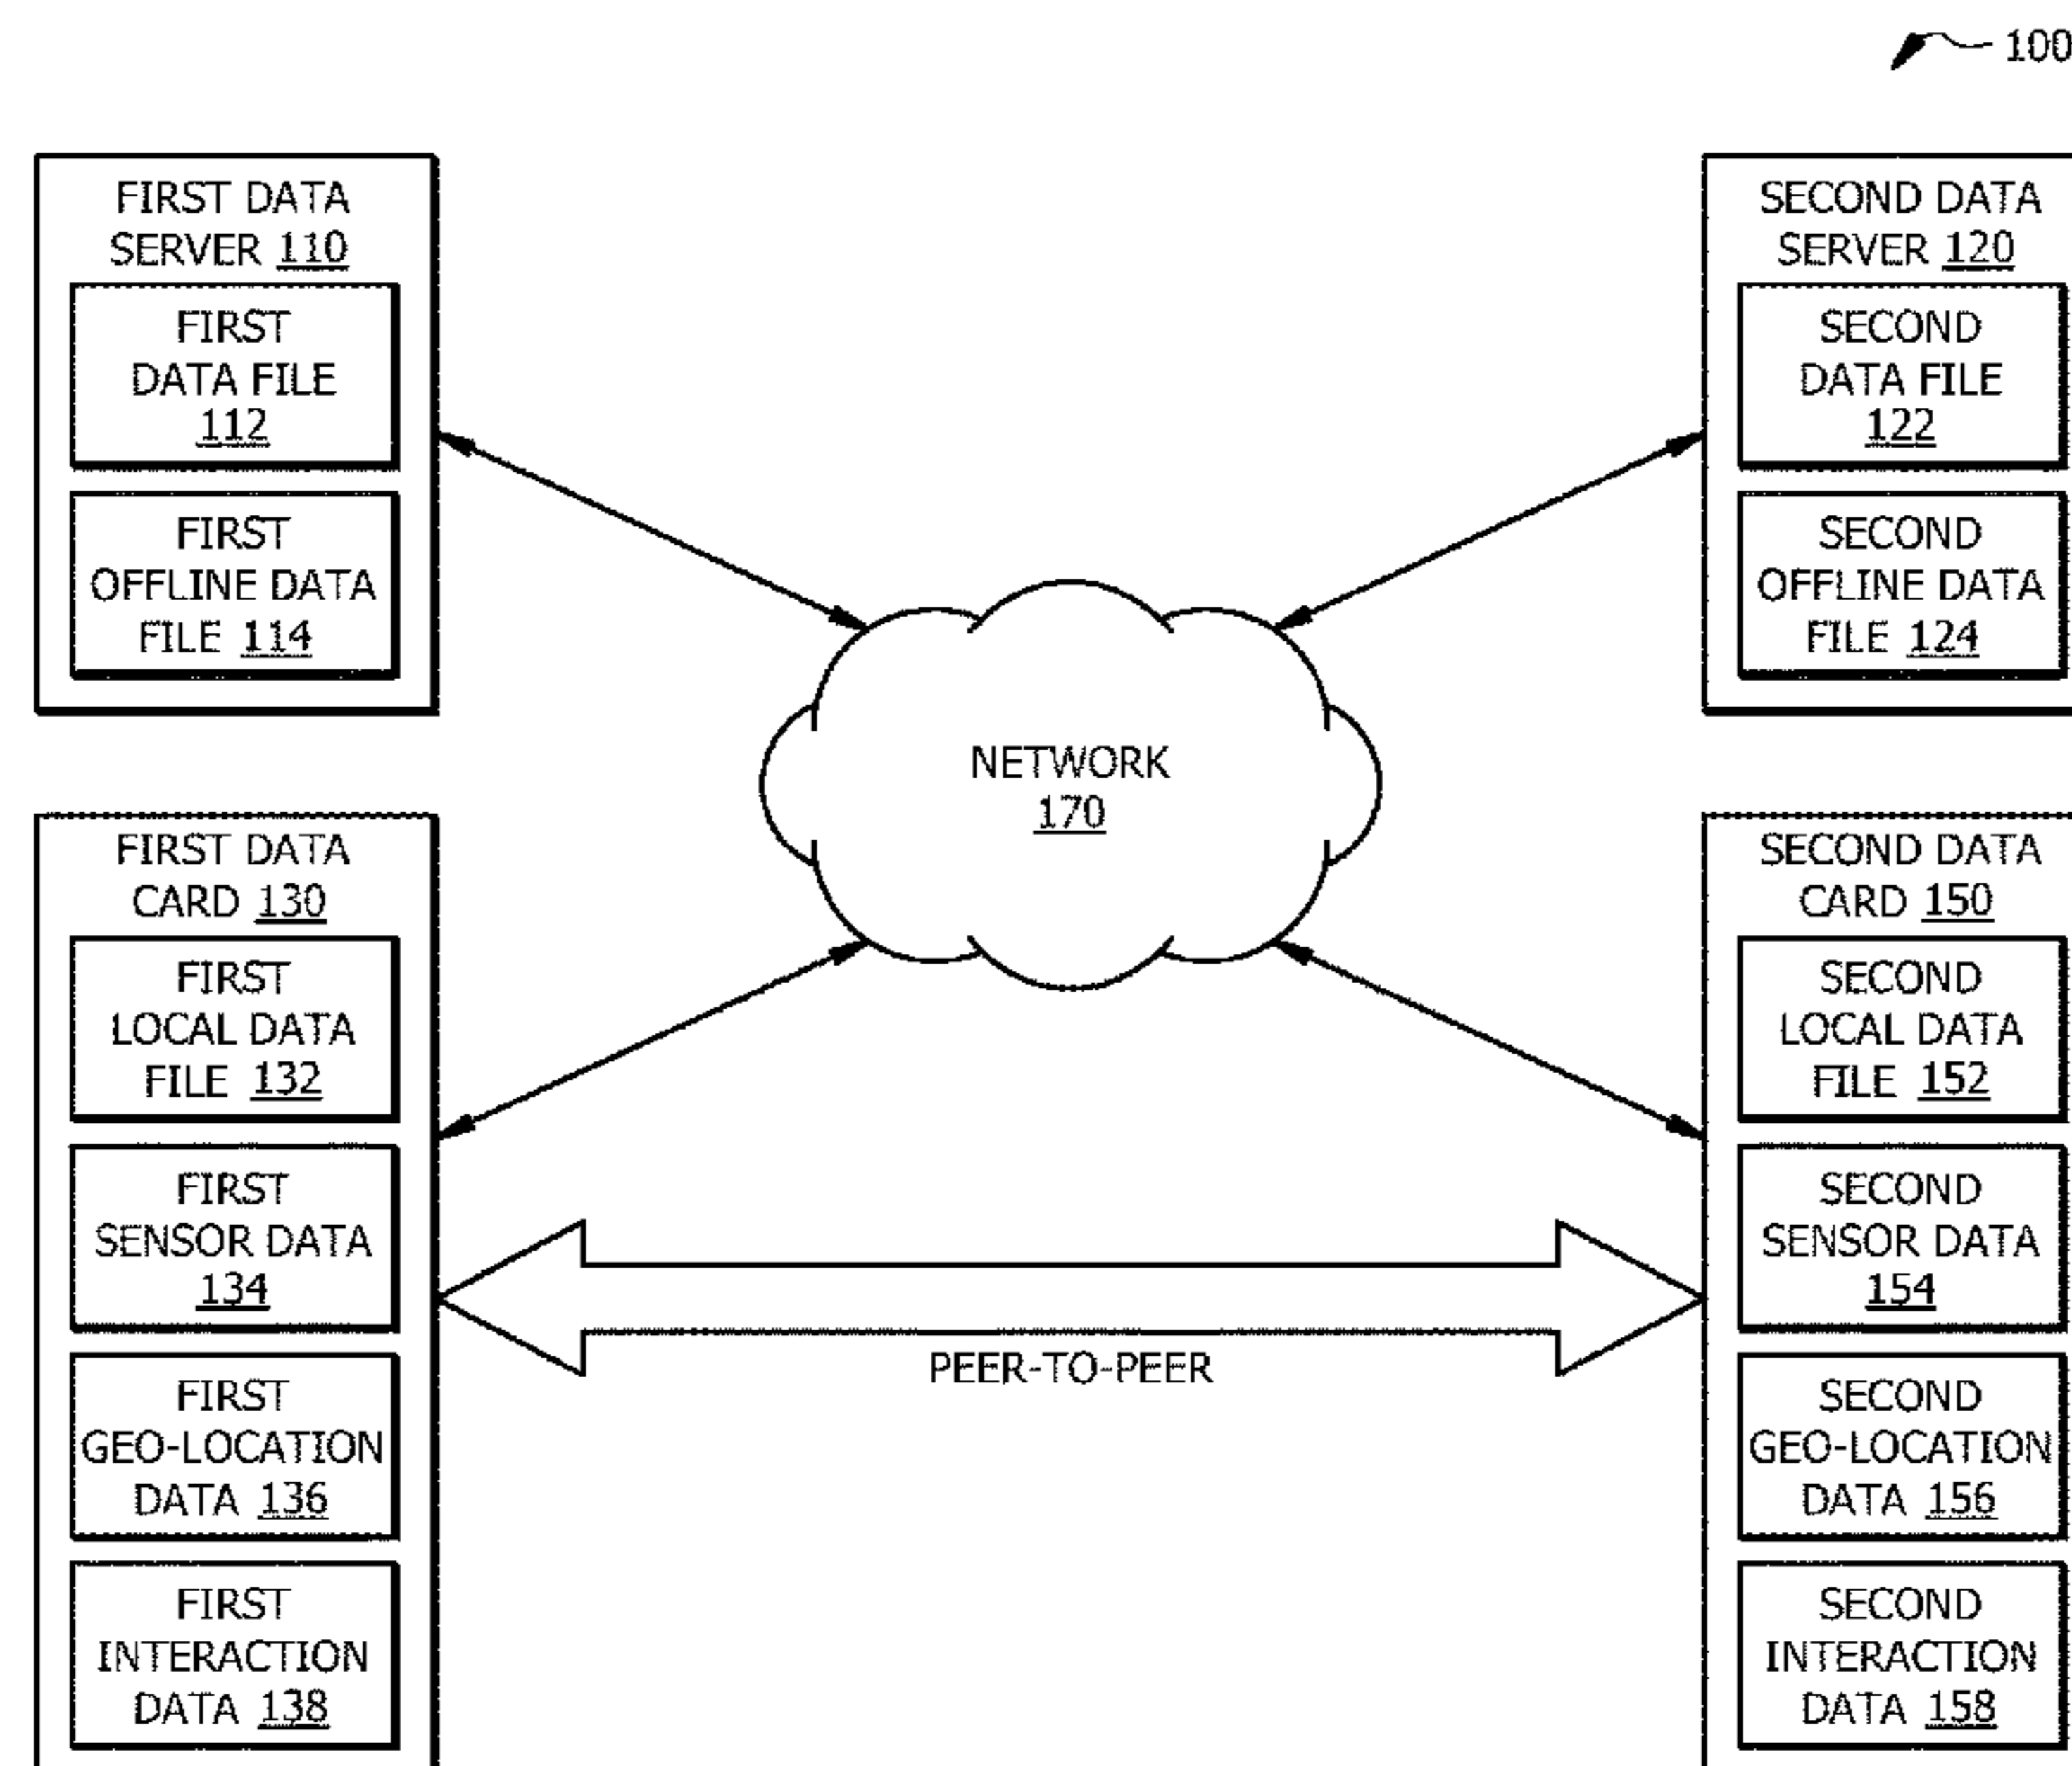 100
FIRST DATA
SERVER 110
FIRST
DATA FILE
112
FIRST
OFFLINE DATA
FILE 114
SECOND DATA
SERVER 120
SECOND
DATA FILE
122
SECOND
OFFLINE DATA
FILE 124
NETWORK
170
FIRST DATA
CARD 130
FIRST
LOCAL DATA
FILE 132
FIRST
SENSOR DATA
134
FIRST
GEO-LOCATION
DATA 136
FIRST
INTERACTION
DATA 138
PEER-TO-PEER
SECOND DATA
CARD 150
SECOND
LOCAL DATA
FILE 152
SECOND
SENSOR DATA
154
SECOND
GEO-LOCATION
DATA 156
SECOND
INTERACTION
DATA 158